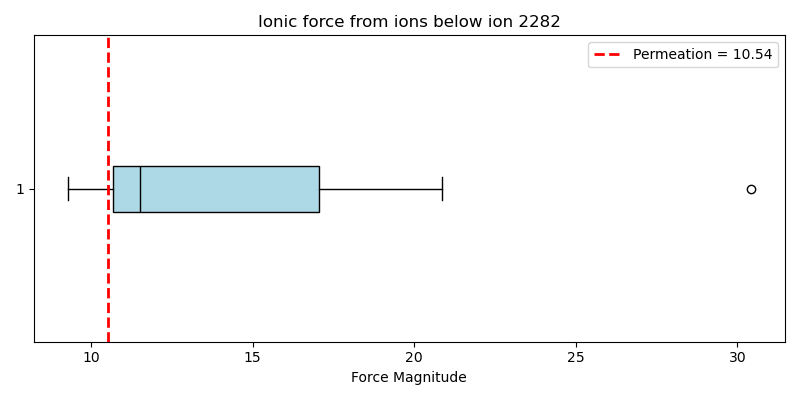 Ionic force from ions below ion 2282
Permeation = 10.54
1
10 15 20 25 30
Force Magnitude